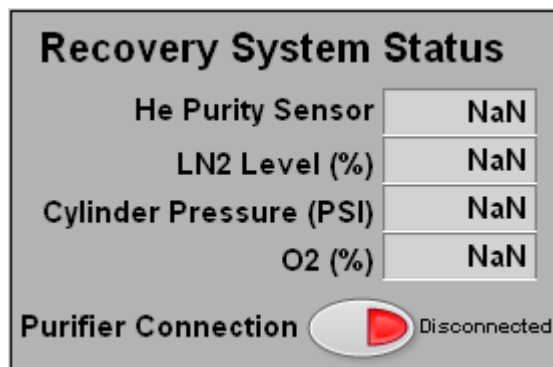 Recovery System Status
He Purity Sensor NaN
LN2 Level (%) NaN
Cylinder Pressure (PSI) NaN
O2 (%) NaN
Purifier Connection Disconnected